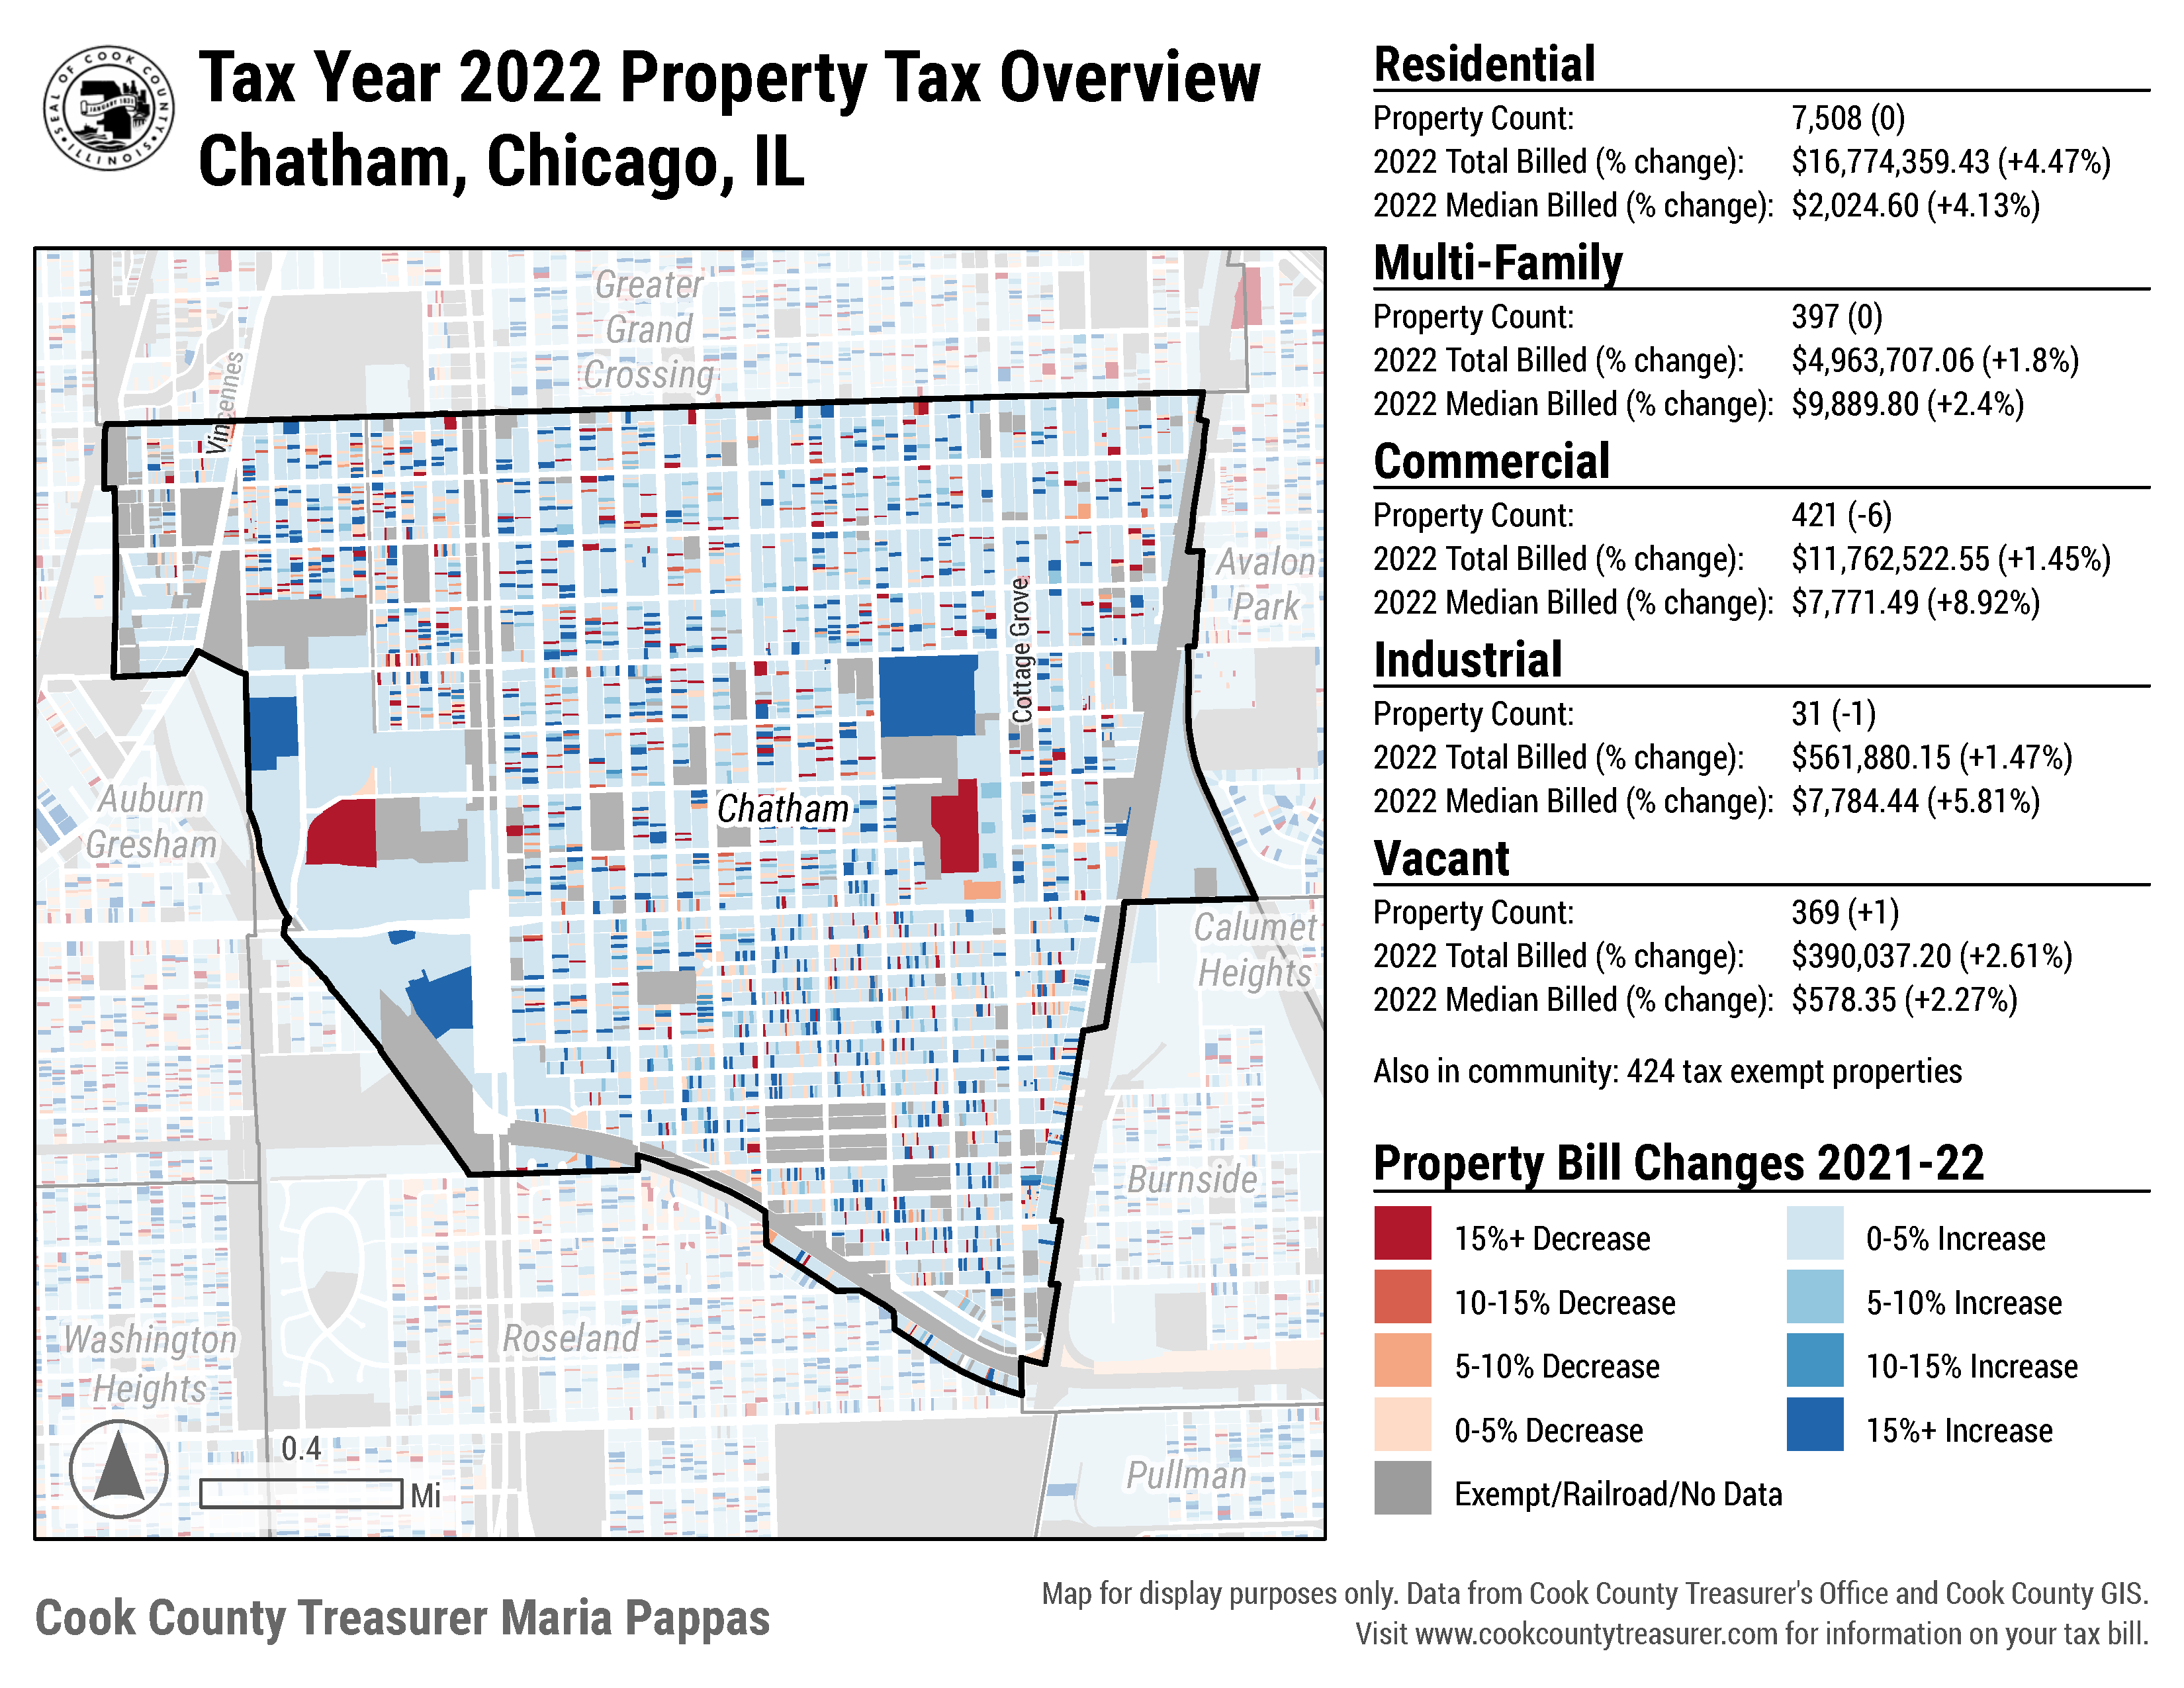 SEAL OF COOK COUNTY
JANUARY 1831
ILLINOIS
Tax Year 2022 Property Tax Overview
Chatham, Chicago, IL
Greater
Grand
Crossing
Vincennes
Avalon
Park
Cottage Grove
Auburn
Gresham
Chatham
Calumet
Heights
Burnside
Washington
Heights
Roseland
Pullman
0.4
Mi
Residential
Property Count: 7,508 (0)
2022 Total Billed (% change): $16,774,359.43 (+4.47%)
2022 Median Billed (% change): $2,024.60 (+4.13%)
Multi-Family
Property Count: 397 (0)
2022 Total Billed (% change): $4,963,707.06 (+1.8%)
2022 Median Billed (% change): $9,889.80 (+2.4%)
Commercial
Property Count: 421 (-6)
2022 Total Billed (% change): $11,762,522.55 (+1.45%)
2022 Median Billed (% change): $7,771.49 (+8.92%)
Industrial
Property Count: 31 (-1)
2022 Total Billed (% change): $561,880.15 (+1.47%)
2022 Median Billed (% change): $7,784.44 (+5.81%)
Vacant
Property Count: 369 (+1)
2022 Total Billed (% change): $390,037.20 (+2.61%)
2022 Median Billed (% change): $578.35 (+2.27%)
Also in community: 424 tax exempt properties
Property Bill Changes 2021-22
15%+ Decrease
10-15% Decrease
5-10% Decrease
0-5% Decrease
Exempt/Railroad/No Data
0-5% Increase
5-10% Increase
10-15% Increase
15%+ Increase
Cook County Treasurer Maria Pappas
Map for display purposes only. Data from Cook County Treasurer's Office and Cook County GIS.
Visit www.cookcountytreasurer.com for information on your tax bill.